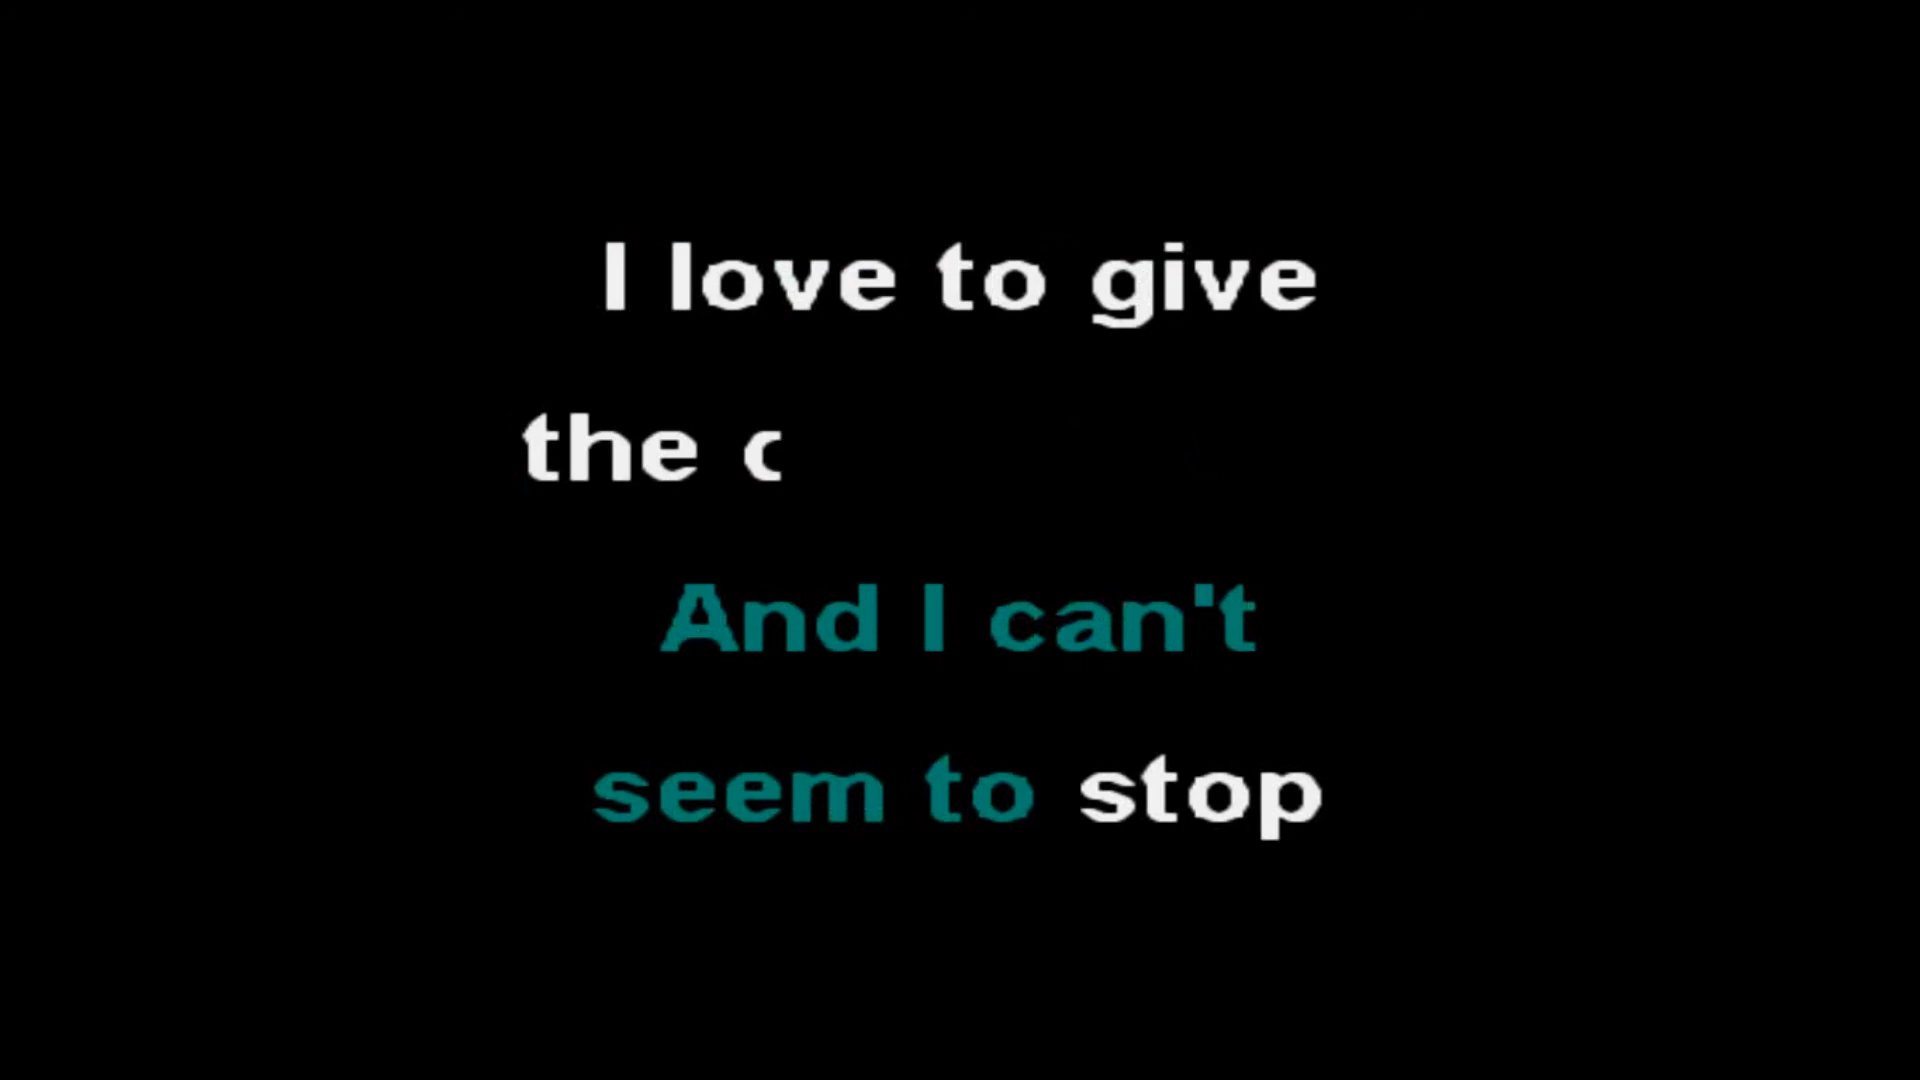 I love to give
the c
And I can't
seem to stop